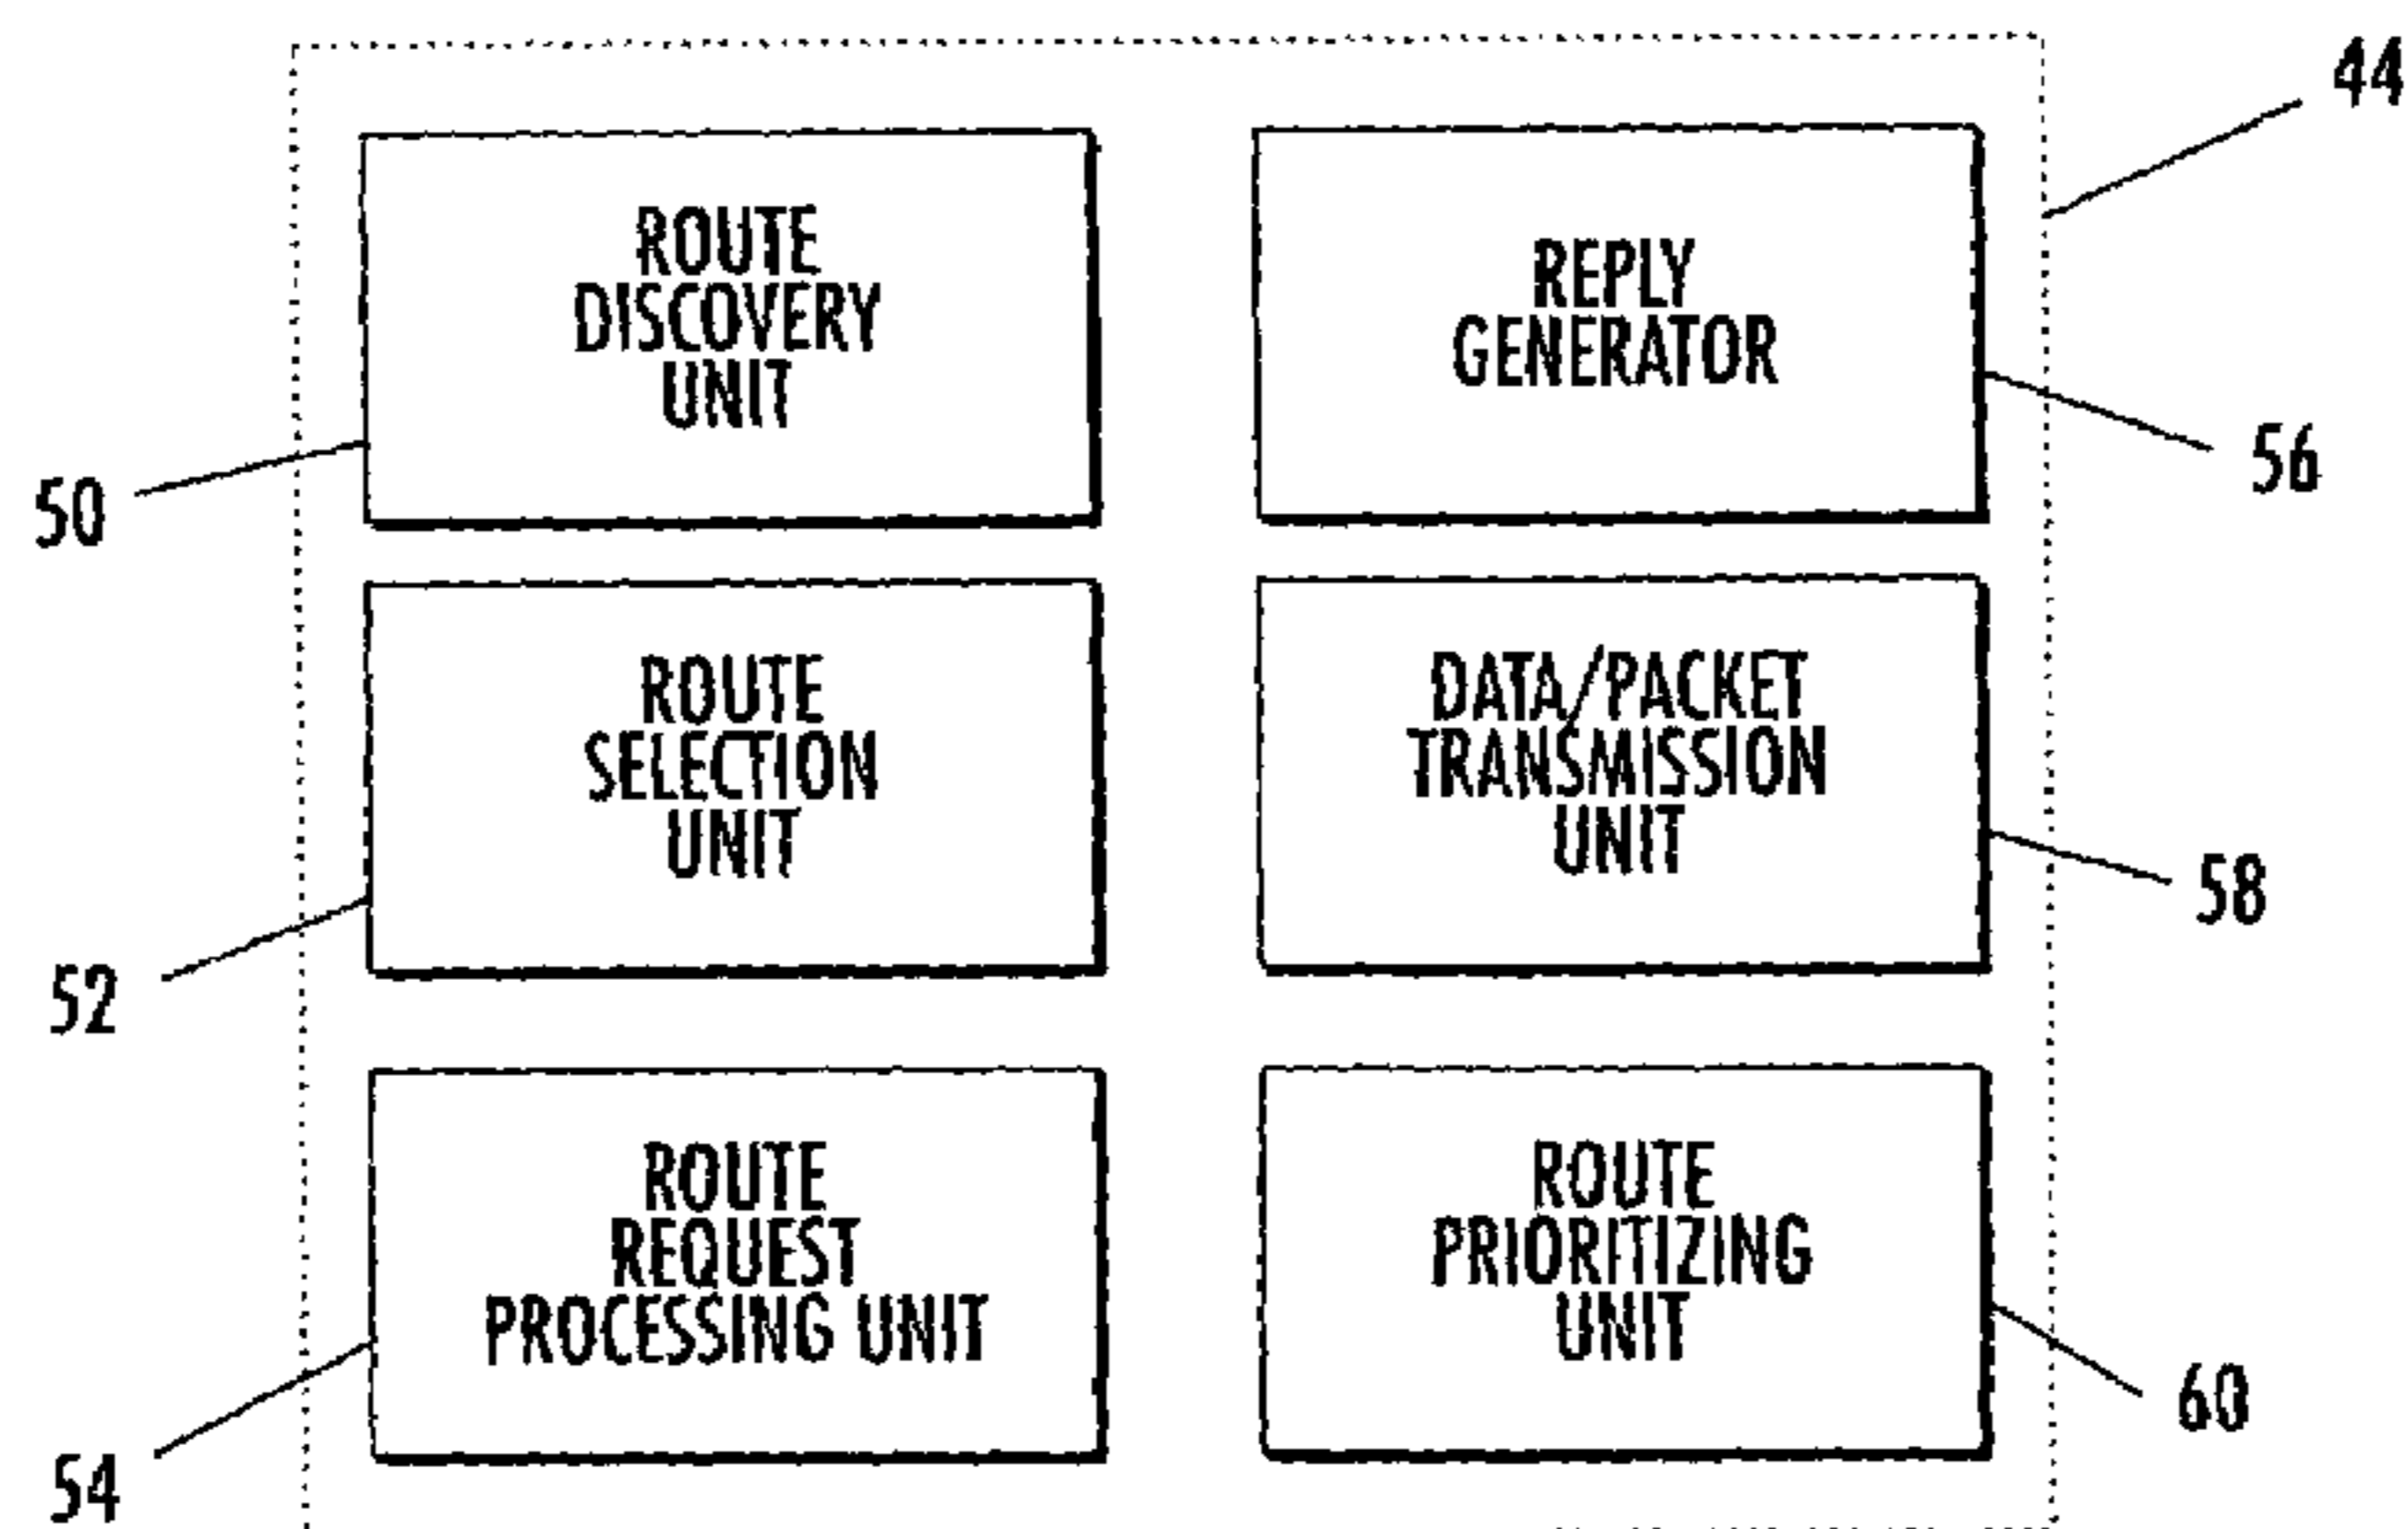 44
ROUTE
DISCOVERY
UNIT
50
REPLY
GENERATOR
56
ROUTE
SELECTION
UNIT
52
DATA/PACKET
TRANSMISSION
UNIT
58
ROUTE
REQUEST
PROCESSING UNIT
54
ROUTE
PRIORITIZING
UNIT
60